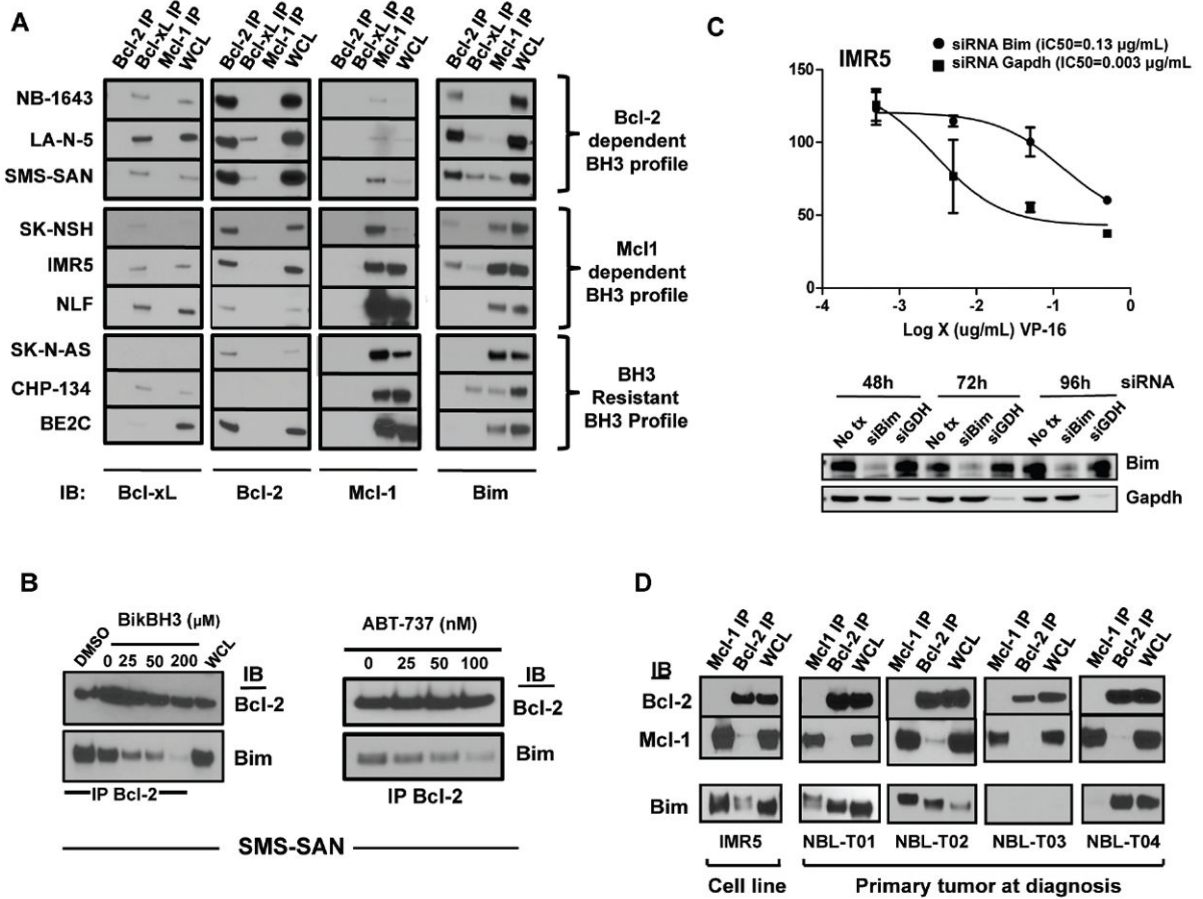 A
Bcl-2 IP Bcl-xL IP Mcl-1 IP WCL Bcl-2 IP Bcl-xL IP Mcl-1 IP WCL Bcl-2 IP Bcl-xL IP Mcl-1 IP WCL Bcl-2 IP Bcl-xL IP Mcl-1 IP WCL
NB-1643
LA-N-5
SMS-SAN
Bcl-2
dependent
BH3 profile
SK-NSH
IMR5
NLF
Mcl1
dependent
BH3 profile
SK-N-AS
CHP-134
BE2C
BH3
Resistant
BH3 Profile
IB: Bcl-xL Bcl-2 Mcl-1 Bim
C
IMR5
siRNA Bim (iC50=0.13 µg/mL)
siRNA Gapdh (IC50=0.003 µg/mL
150
100
50
0
-4 -3 -2 -1 0
Log X (ug/mL) VP-16
48h 72h 96h siRNA
No tx siBim siGDH No tx siBim siGDH No tx siBim siGDH
Bim
Gapdh
B
BikBH3 (µM)
DMSO 0 25 50 200 WCL
IB
Bcl-2
Bim
IP Bcl-2
ABT-737 (nM)
0 25 50 100
IB
Bcl-2
Bim
IP Bcl-2
SMS-SAN
D
Mcl-1 IP Bcl-2 IP WCL Mcl1 IP Bcl-2 IP WCL Mcl-1 IP Bcl-2 IP WCL Mcl-1 IP Bcl-2 IP WCL Mcl-1 IP Bcl-2 IP WCL
IB
Bcl-2
Mcl-1
Bim
IMR5 NBL-T01 NBL-T02 NBL-T03 NBL-T04
Cell line Primary tumor at diagnosis